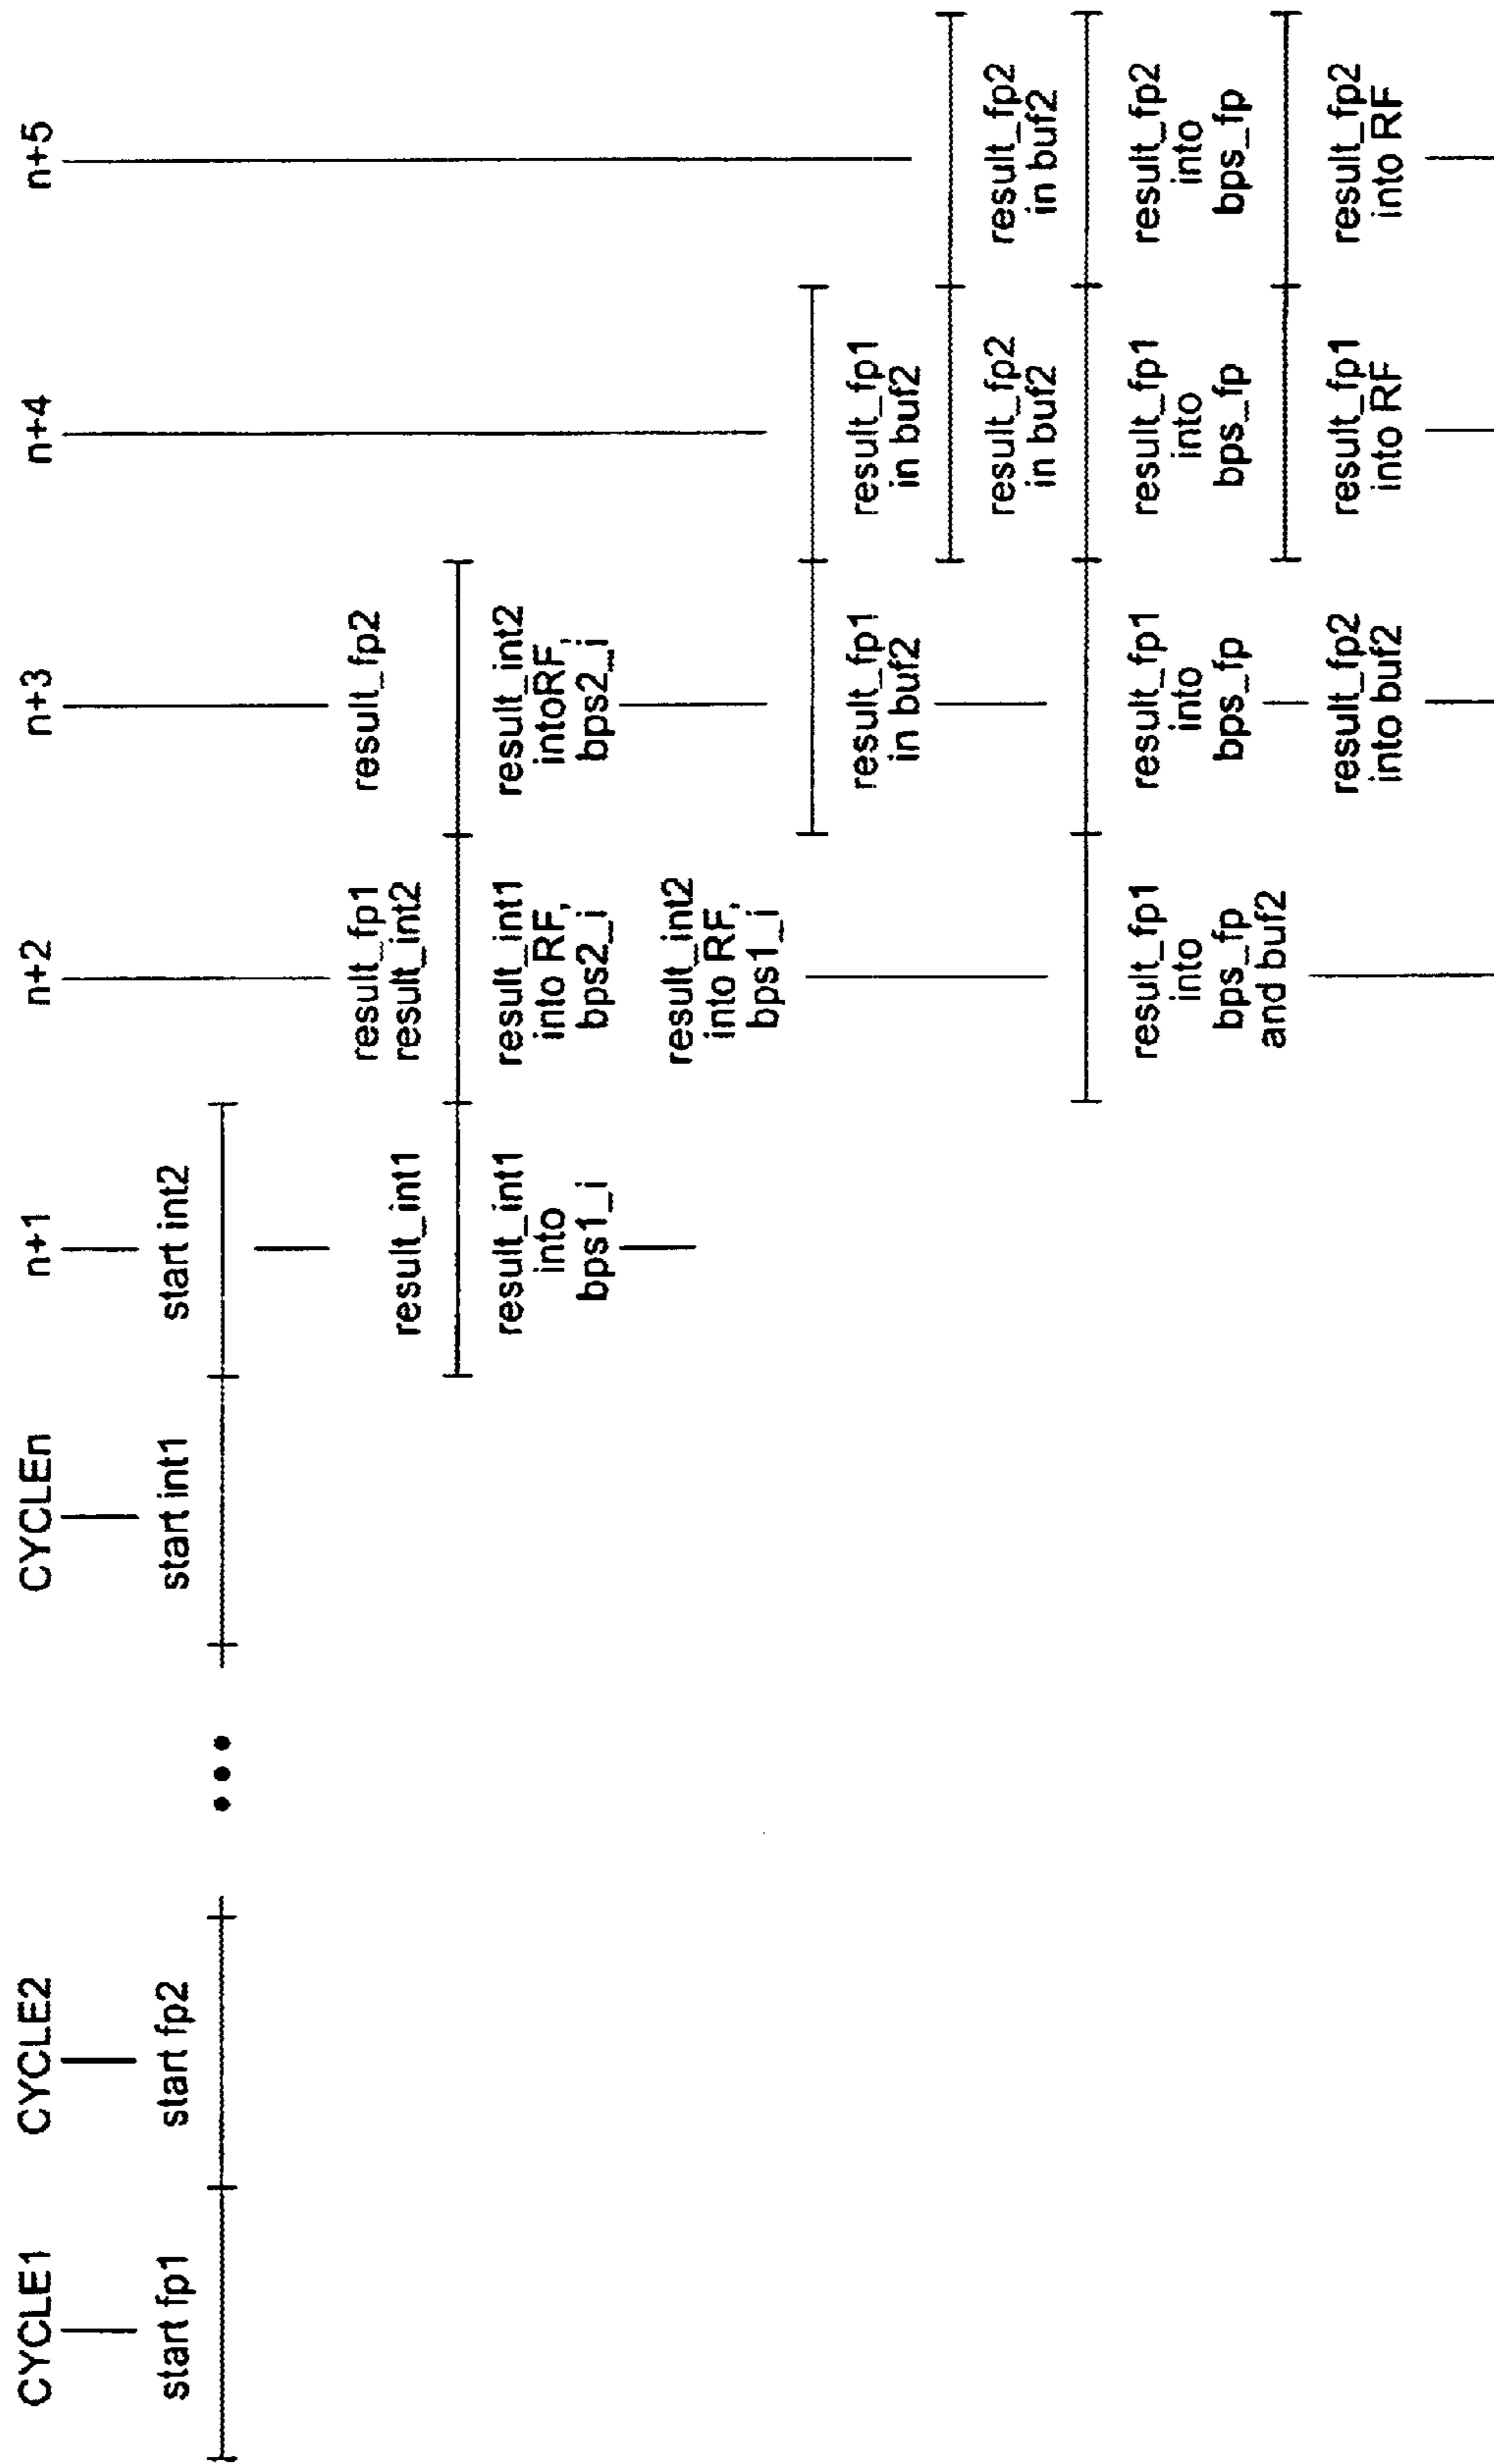 CYCLE1
CYCLE2
CYCLEn
n+1
n+2
n+3
n+4
n+5
start fp1
start fp2
start int1
start int2
result_int1
result_fp1
result_int2
result_fp2
result_int1
into
bps1_i
result_int1
into RF,
bps2_i
result_int2
intoRF,
bps2_i
result_int2
into RF,
bps1_i
result_fp1
in buf2
result_fp1
in buf2
result_fp2
in buf2
result_fp2
in buf2
result_fp1
into
bps_fp
and buf2
result_fp1
into
bps_fp
result_fp1
into
bps_fp
result_fp2
into
bps_fp
result_fp2
into buf2
result_fp1
into RF
result_fp2
into RF